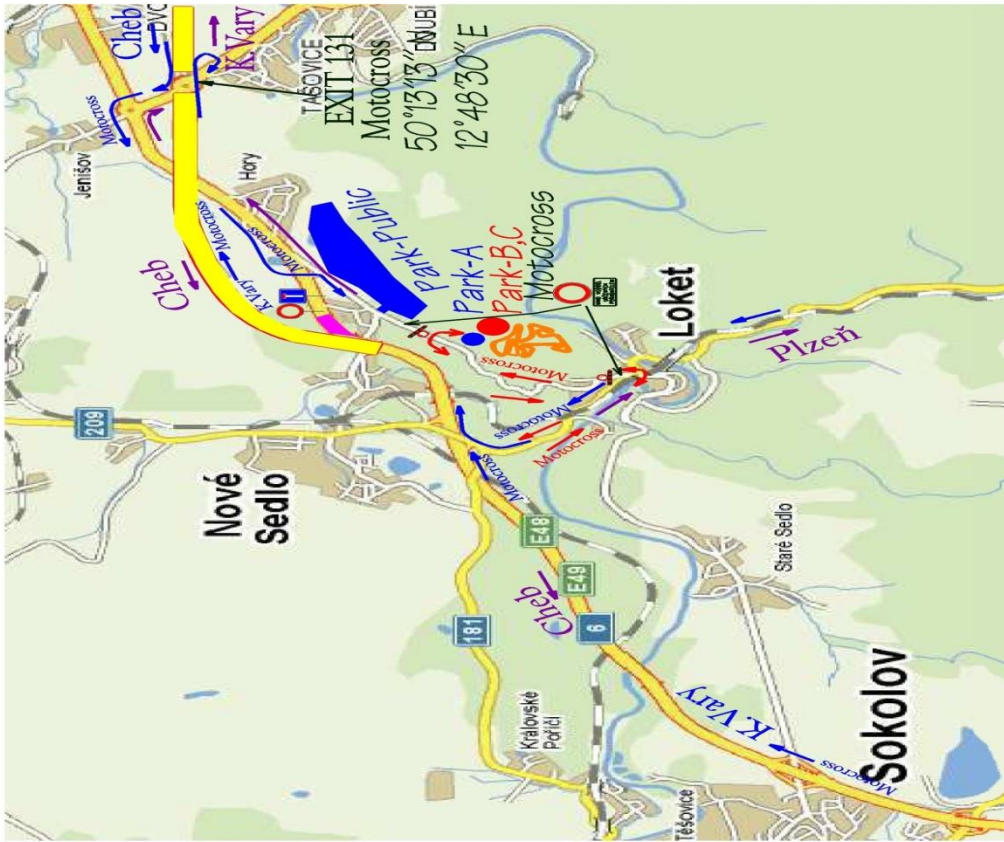 Cheb
DVO
K.Vary
Motocross
Jenišov
TAŠOVICE
EXIT 131
Motocross
50°13'13"
12°48'30" E
Hory
Cheb
K.Vary
Motocross
Motocross
Park-Public
Park-A
Park-B,C
Motocross
209
Nové
Sedlo
Loket
Plzeň
Motocross
Motocross
Motocross
Motocross
E48
E49
Cheb
6
181
Staré Sedlo
Královské
Poříčí
K.Vary
Motocross
Sokolov
Těšovice